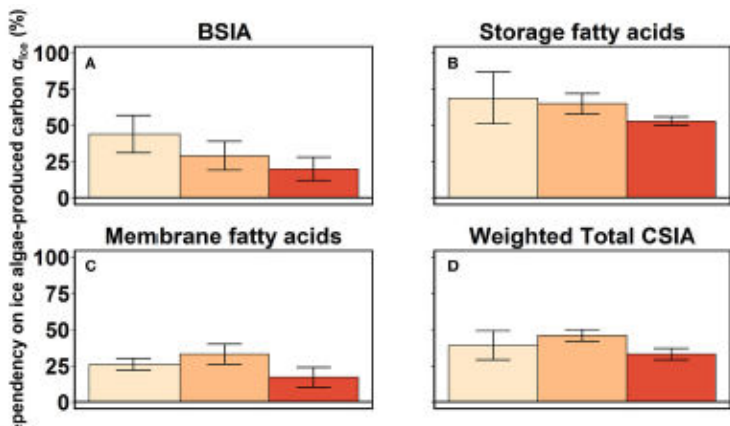 ependency on ice algae-produced carbon αIce (%)
BSIA
A
100
75
50
25
0
Storage fatty acids
B
Membrane fatty acids
C
100
75
50
25
0
Weighted Total CSIA
D